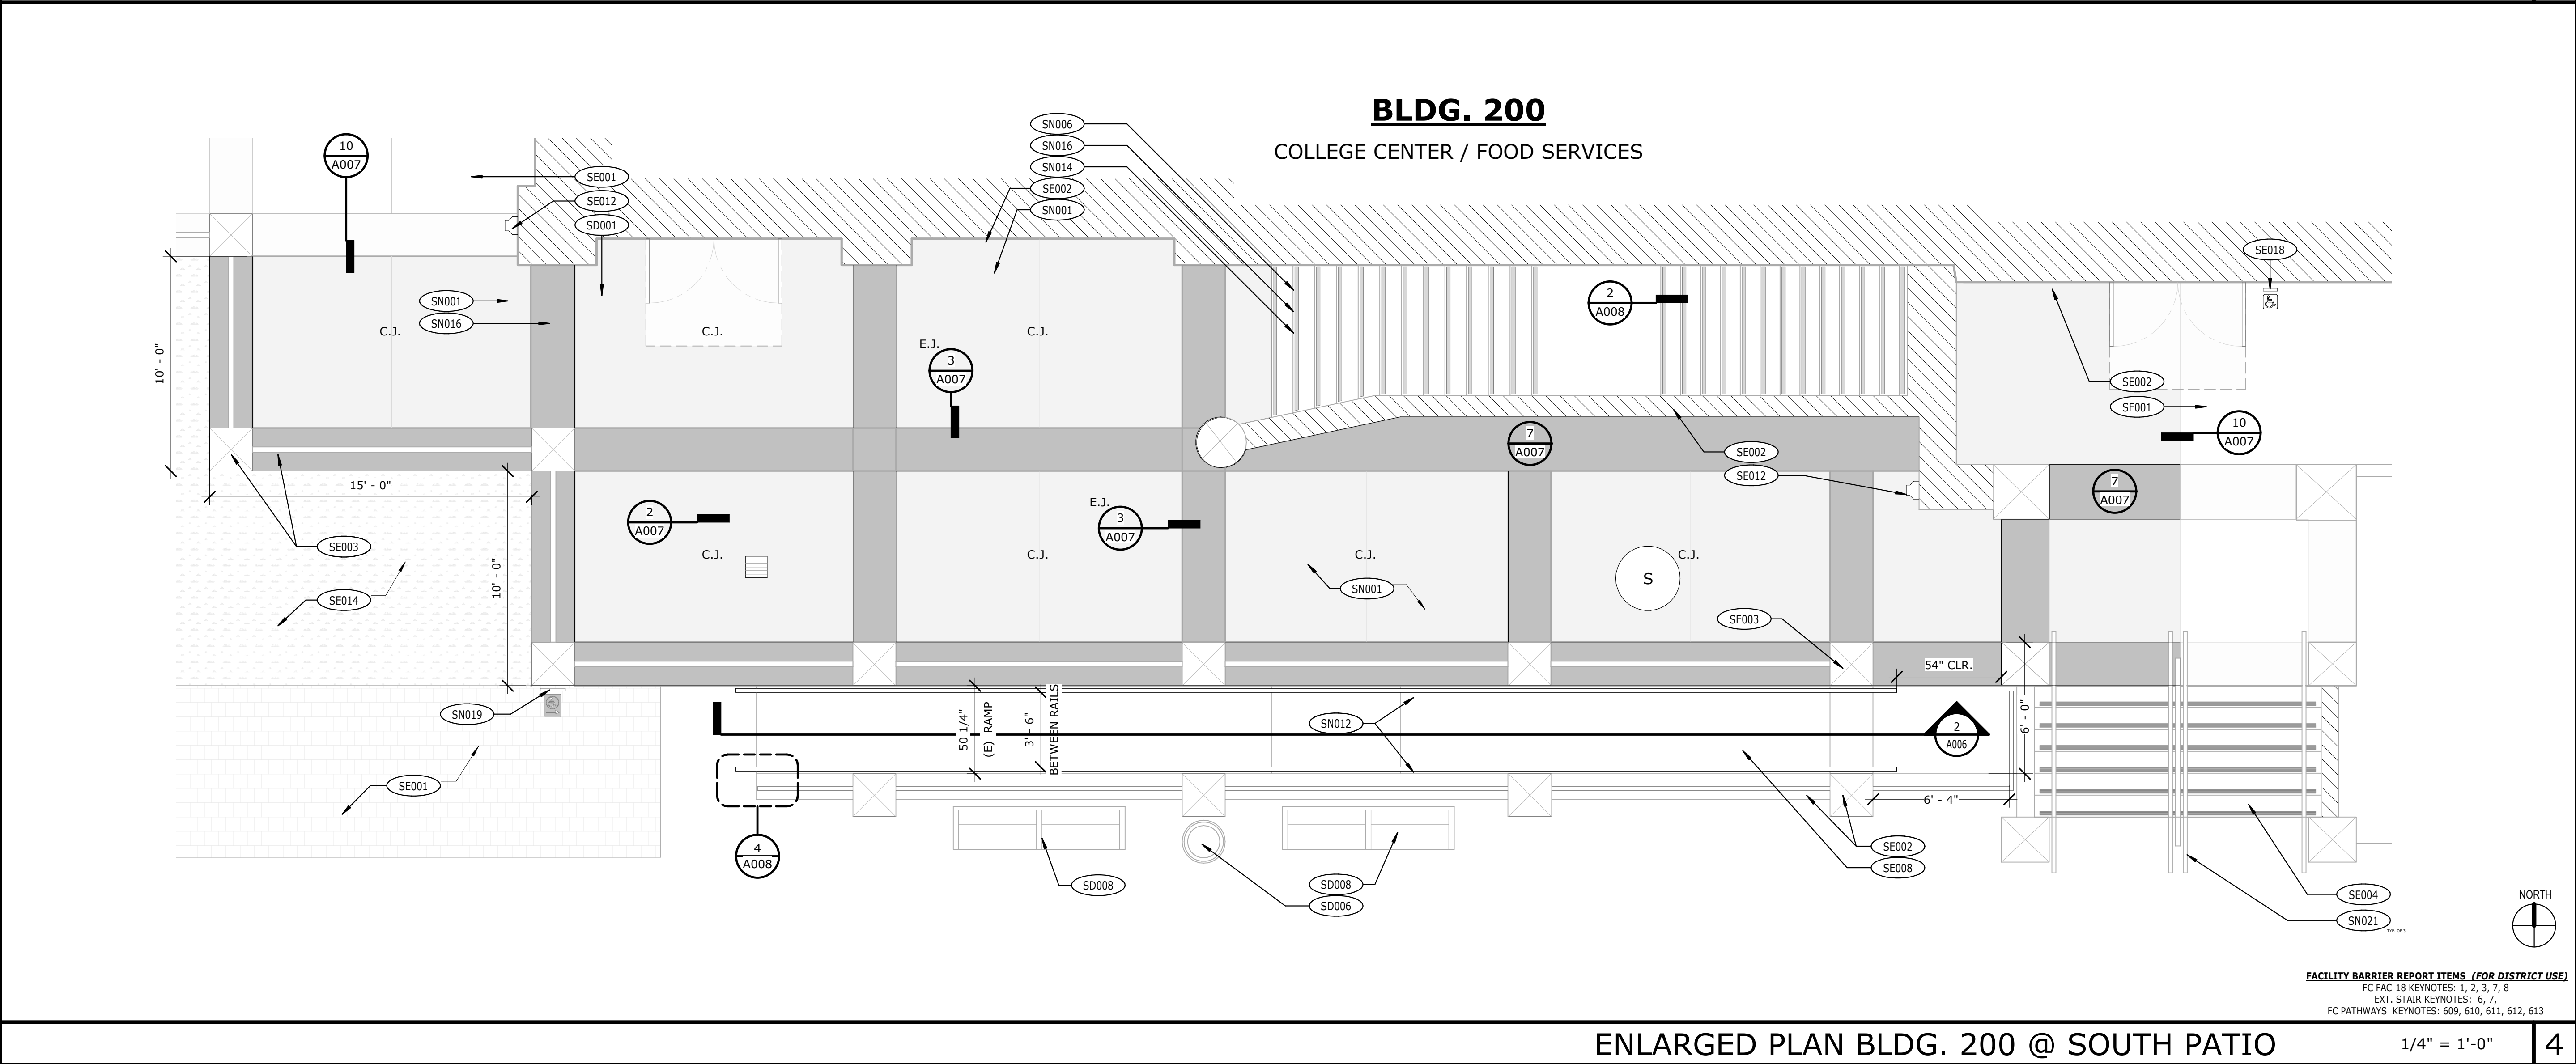 BLDG. 200
COLLEGE CENTER / FOOD SERVICES
10
A007
SE001
SE012
SD001
SN006
SN016
SN014
SE002
SN001
SE018
2
A008
SN001
SN016
C.J.
C.J.
C.J.
10' - 0"
E.J.
3
A007
SE002
SE001
10
A007
7
A007
SE002
SE012
15' - 0"
7
A007
2
A007
E.J.
3
A007
SE003
C.J.
C.J.
C.J.
C.J.
10' - 0"
S
SE014
SN001
SE003
54" CLR.
SN019
50 1/4"
(E) RAMP
3' - 6"
BETWEEN RAILS
SN012
2
A006
6' - 0"
SE001
6' - 4"
4
A008
SE002
SE008
SD008
SD008
SD006
SE004
SN021
TYP. OF 3
NORTH
FACILITY BARRIER REPORT ITEMS (FOR DISTRICT USE)
FC FAC-18 KEYNOTES: 1, 2, 3, 7, 8
EXT. STAIR KEYNOTES: 6, 7,
FC PATHWAYS KEYNOTES: 609, 610, 611, 612, 613
ENLARGED PLAN BLDG. 200 @ SOUTH PATIO
1/4" = 1'-0"
4